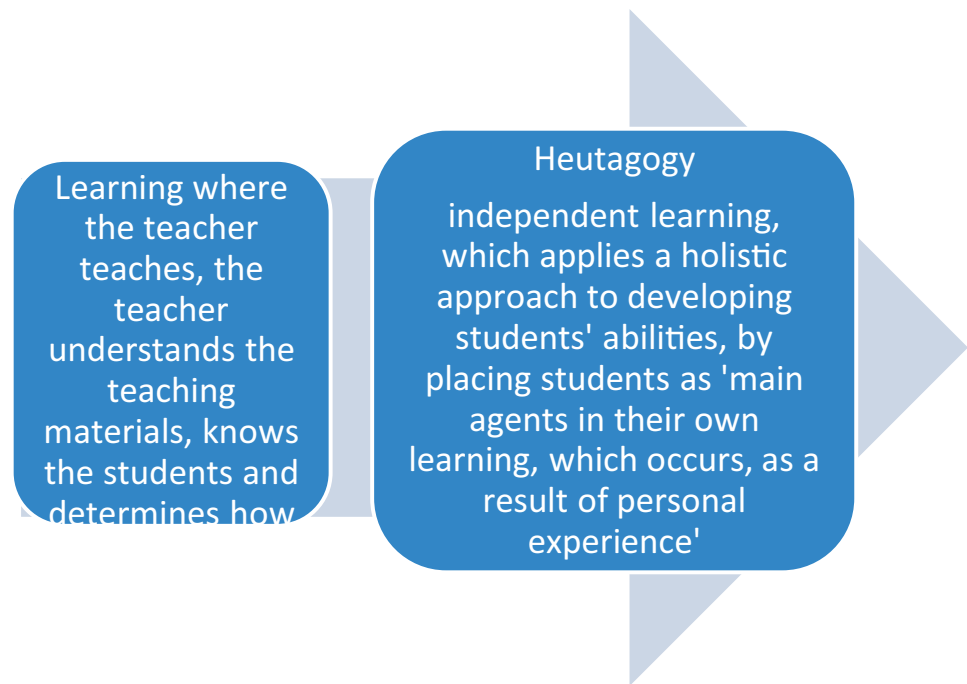 Learning where
the teacher
teaches, the
teacher
understands the
teaching
materials, knows
the students and
determines how
Heutagogy
independent learning,
which applies a holistic
approach to developing
students' abilities, by
placing students as 'main
agents in their own
learning, which occurs, as a
result of personal
experience'